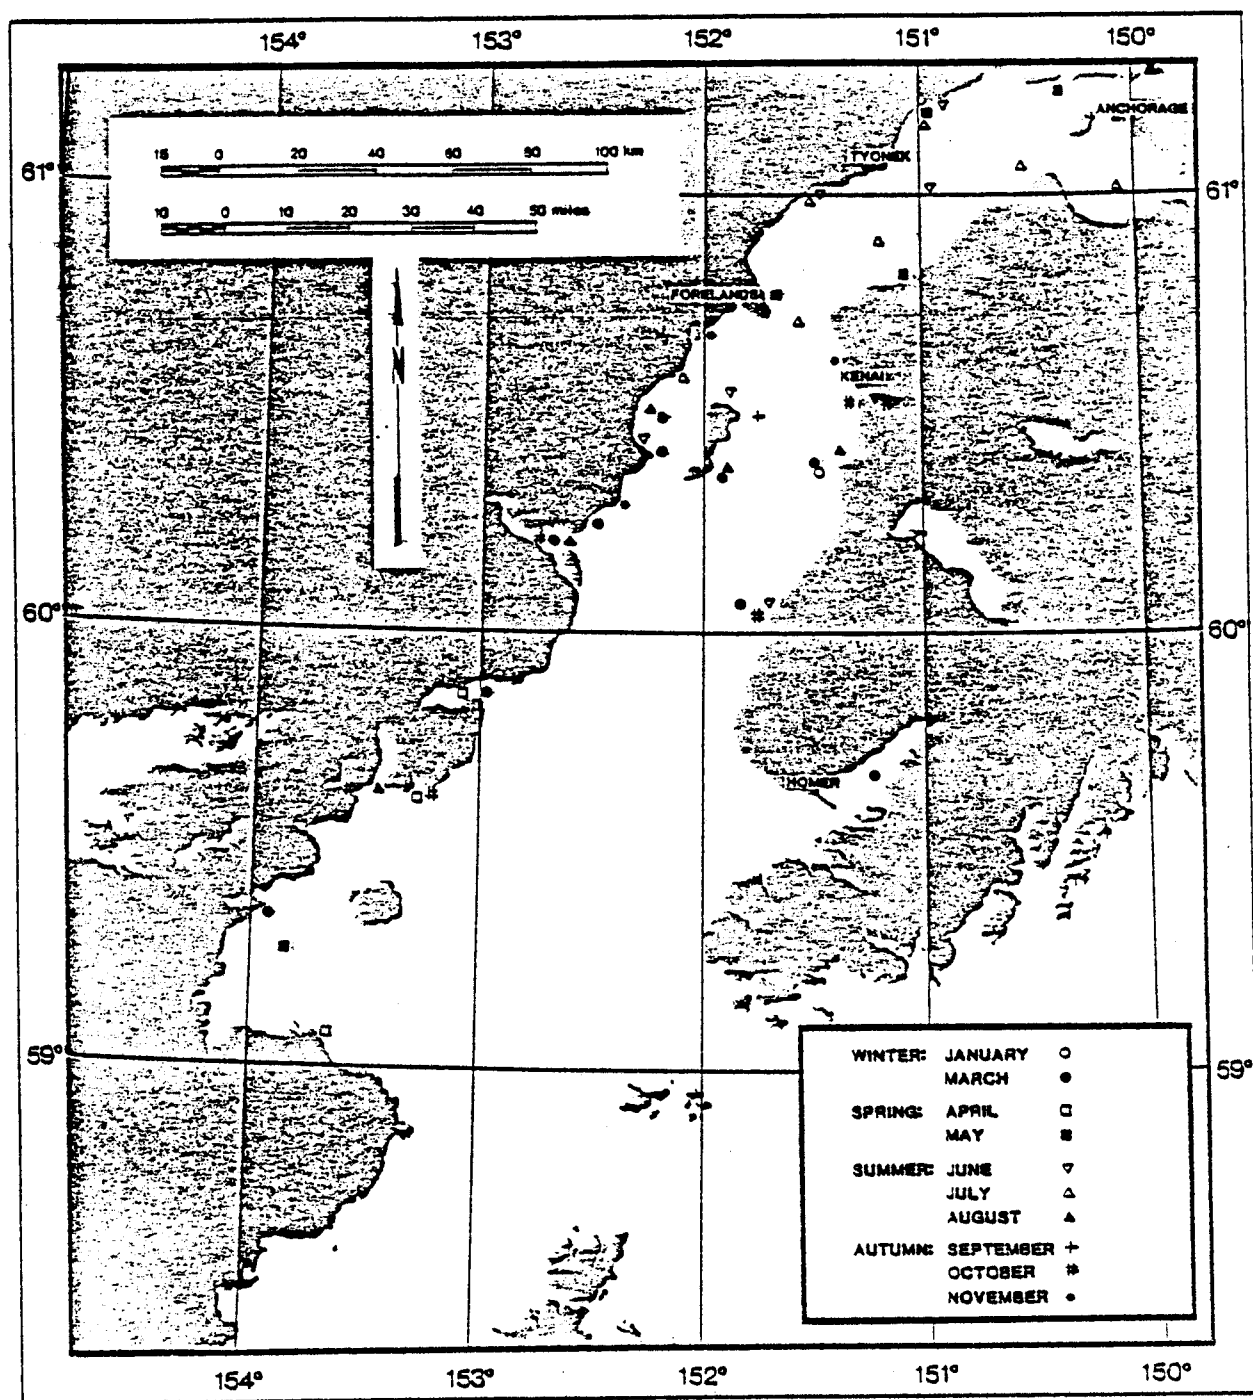 154° 153° 152° 151° 150°
ANCHORAGE
15 0 20 40 60 80 100 km
TYONEK
61° 61°
10 0 10 20 30 40 50 miles
FORELANDS
N
KENAI
60° 60°
HOMER
59° 59°
WINTER: JANUARY ○
MARCH ●
SPRING: APRIL □
MAY ■
SUMMER: JUNE ▽
JULY △
AUGUST ▲
AUTUMN: SEPTEMBER +
OCTOBER #
NOVEMBER •
154° 153° 152° 151° 150°